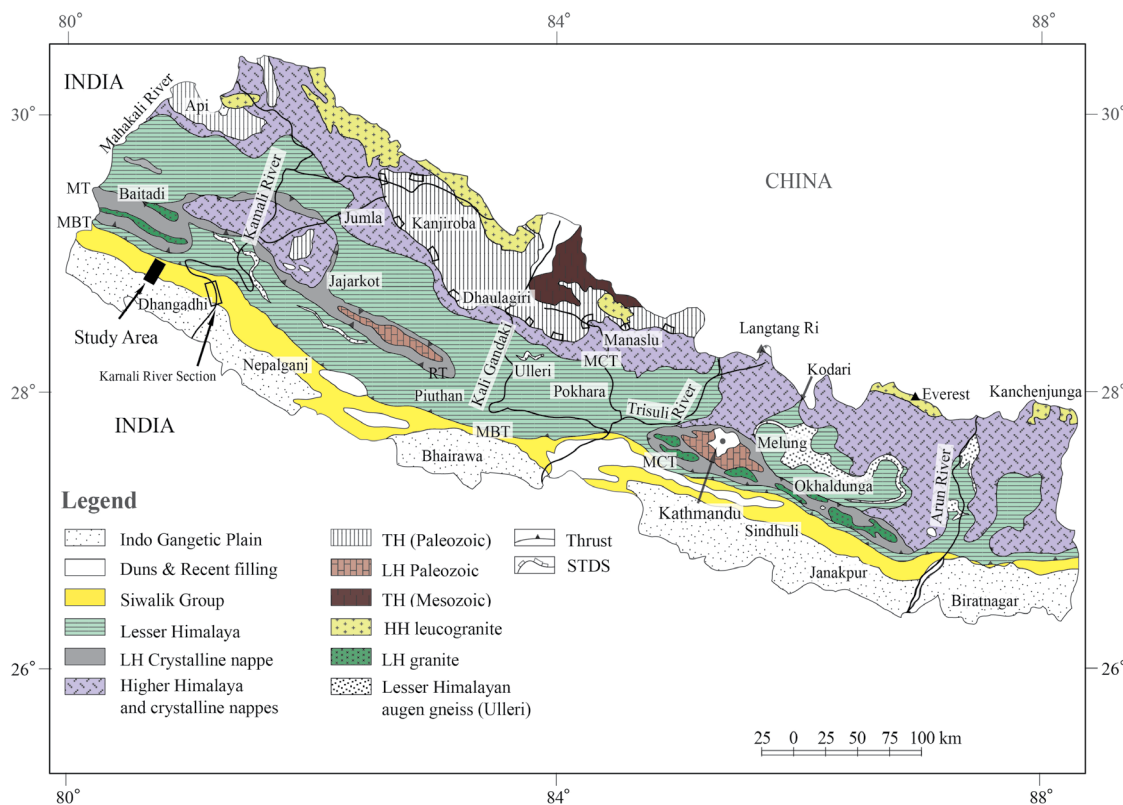 80°
84°
88°
INDIA
30°
30°
Mahakali River
Api
CHINA
MT
Baitadi
Karnali River
MBT
Jumla
Kanjiroba
Jajarkot
Dhangadhi
Dhaulagiri
Study Area
Manaslu
Langtang Ri
Karnali River Section
Nepalganj
Kali Gandaki
MCT
Kodari
RT
Ulleri
28°
28°
Piuthan
Pokhara
Trisuli River
Everest
Kanchenjunga
INDIA
MBT
Melung
Bhairawa
MCT
Okhaldunga
Arun River
Kathmandu
Sindhuli
Janakpur
Biratnagar
Legend
Indo Gangetic Plain
Duns & Recent filling
Siwalik Group
Lesser Himalaya
LH Crystalline nappe
Higher Himalaya
and crystalline nappes
TH (Paleozoic)
LH Paleozoic
TH (Mesozoic)
HH leucogranite
LH granite
Lesser Himalayan
augen gneiss (Ulleri)
Thrust
STDS
26°
26°
25 0 25 50 75 100 km
80°
84°
88°